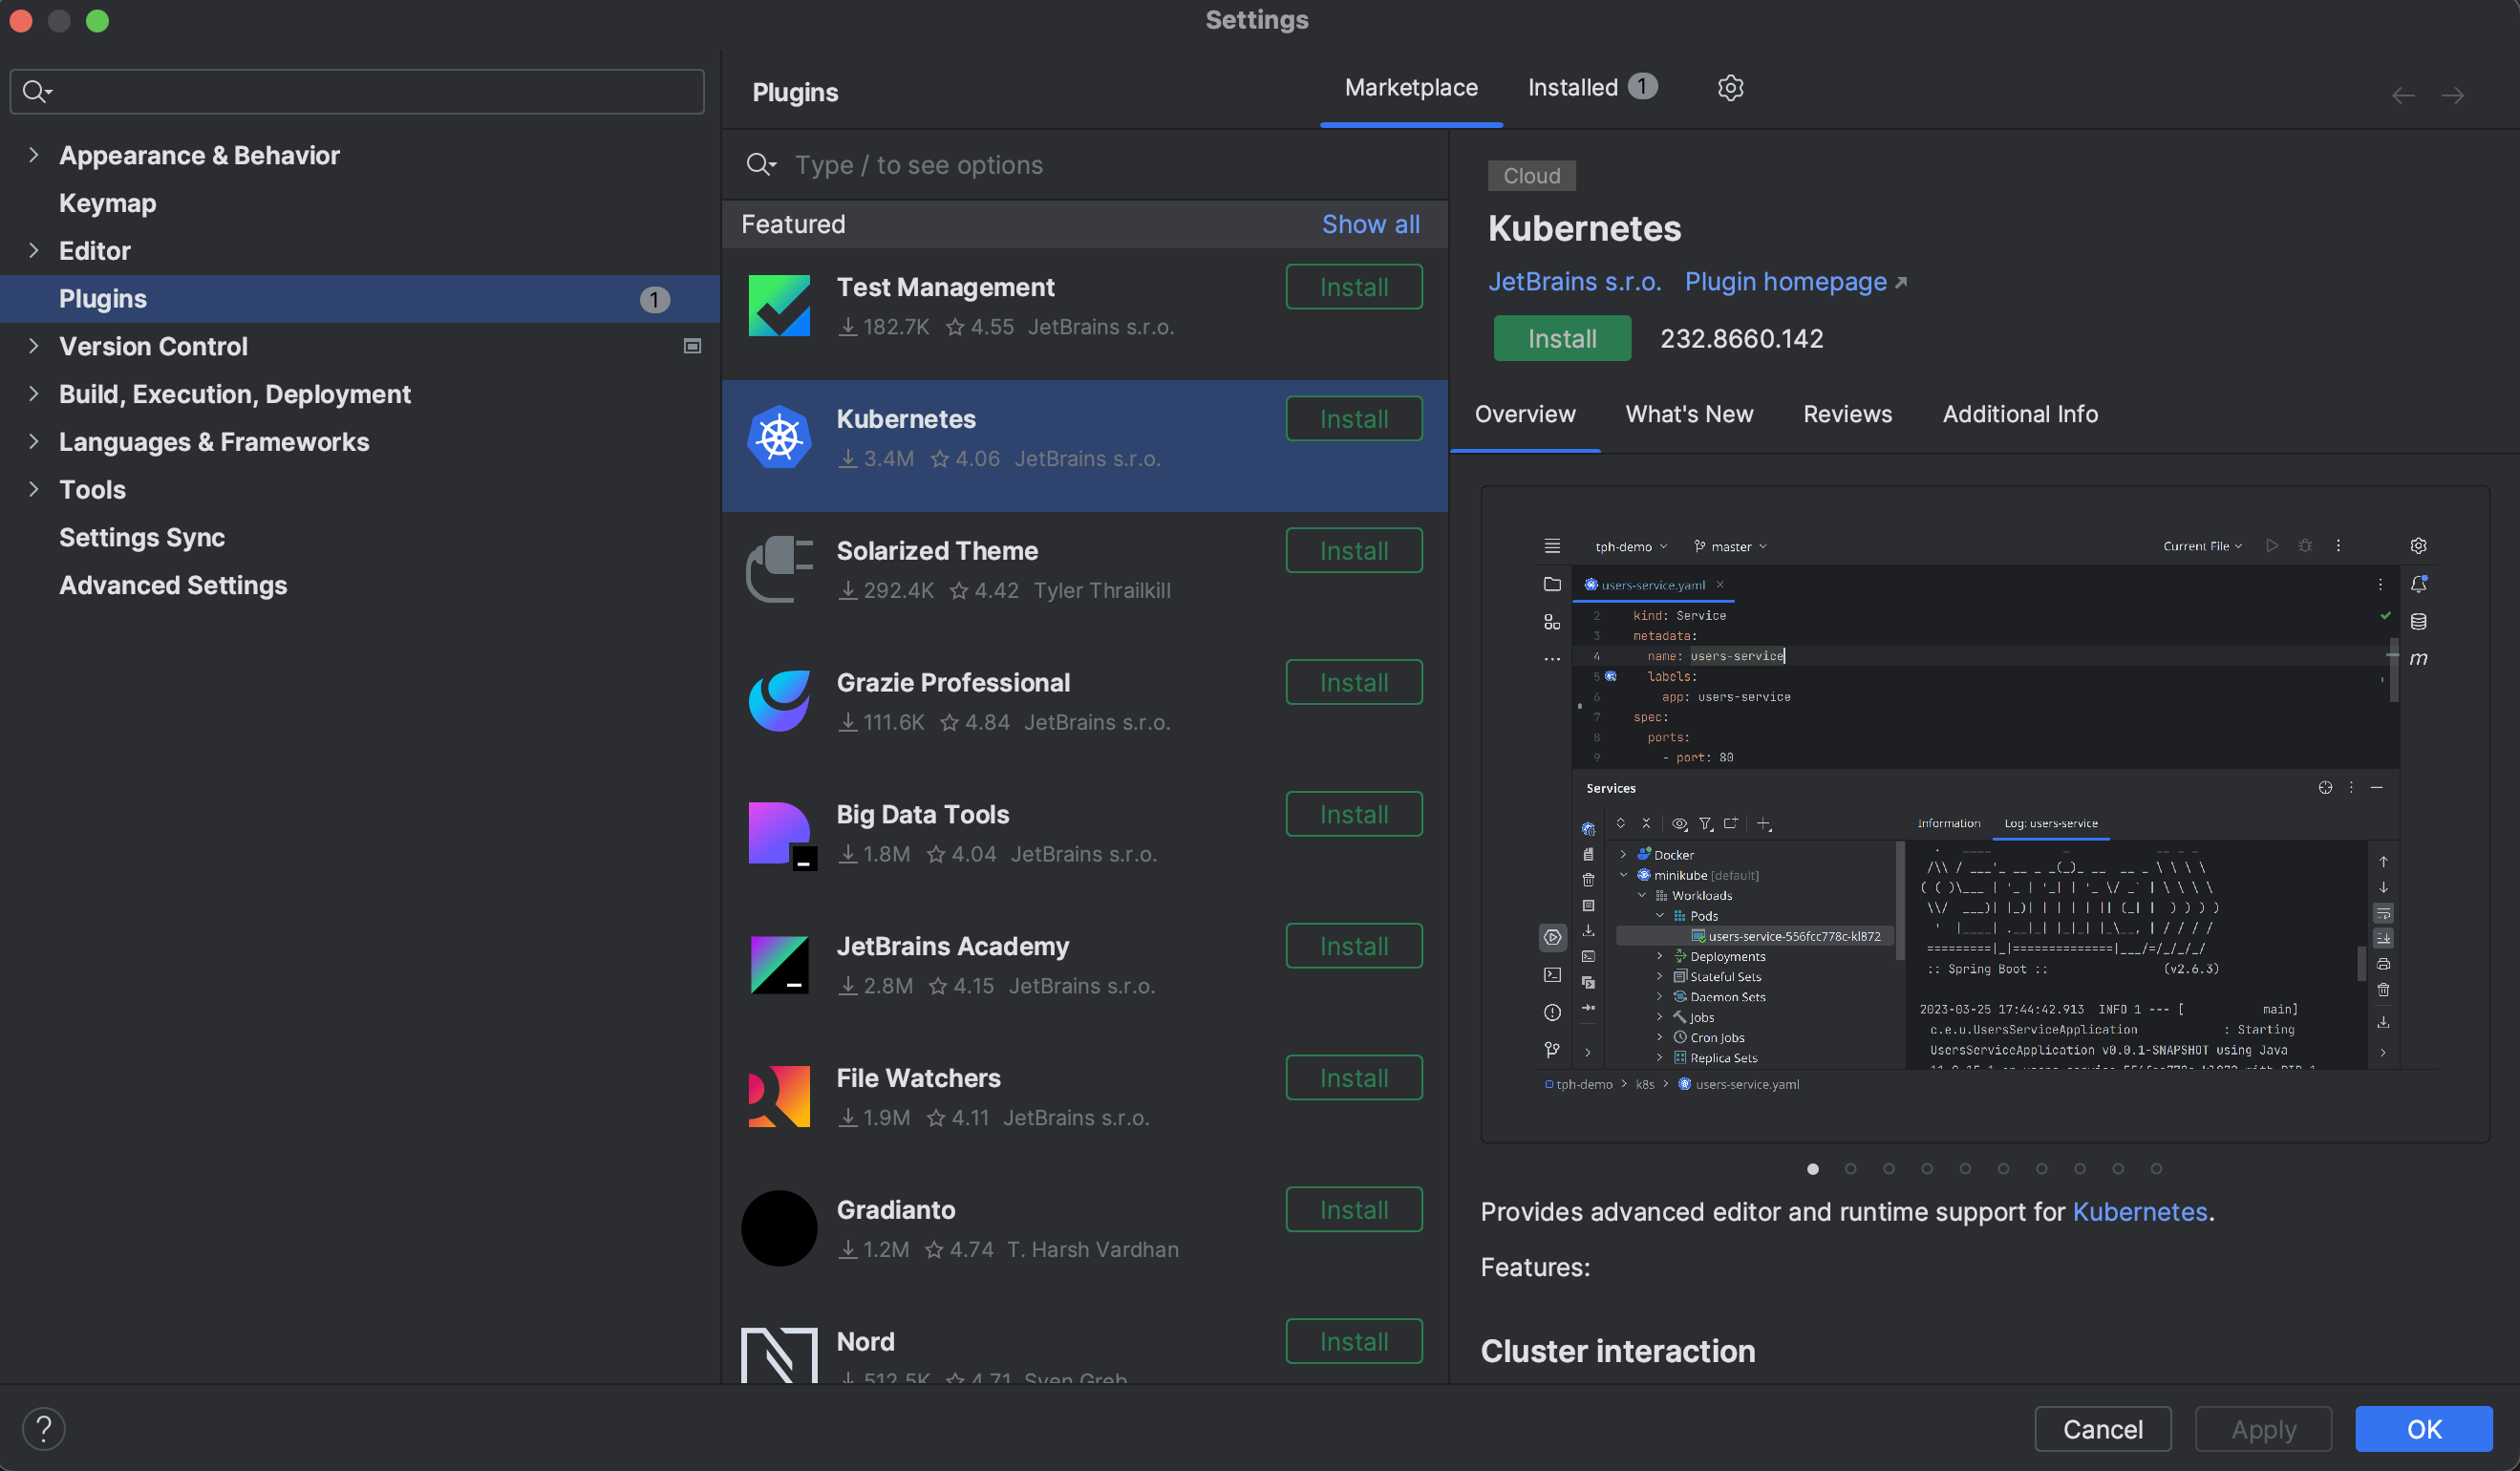 Settings
Appearance & Behavior
Keymap
Editor
Plugins 1
Version Control
Build, Execution, Deployment
Languages & Frameworks
Tools
Settings Sync
Advanced Settings
?
Plugins
Marketplace
Installed 1
Type / to see options
Featured Show all
Test Management Install
182.7K 4.55 JetBrains s.r.o.
Kubernetes Install
3.4M 4.06 JetBrains s.r.o.
Solarized Theme Install
292.4K 4.42 Tyler Thrailkill
Grazie Professional Install
111.6K 4.84 JetBrains s.r.o.
Big Data Tools Install
1.8M 4.04 JetBrains s.r.o.
JetBrains Academy Install
2.8M 4.15 JetBrains s.r.o.
File Watchers Install
1.9M 4.11 JetBrains s.r.o.
Gradianto Install
1.2M 4.74 T. Harsh Vardhan
Nord Install
512.5K 4.71 Sven Greb
Cloud
Kubernetes
JetBrains s.r.o. Plugin homepage
Install 232.8660.142
Overview What's New Reviews Additional Info
tph-demo master Current File
users-service.yaml
2 kind: Service
3 metadata:
4 name: users-service
5 labels:
6 app: users-service
7 spec:
8 ports:
9 - port: 80
m
Services
Information Log: users-service
Docker
minikube [default]
Workloads
Pods
users-service-556fcc778c-kl872
Deployments
Stateful Sets
Daemon Sets
Jobs
Cron Jobs
Replica Sets
:: Spring Boot :: (v2.6.3)
2023-03-25 17:44:42.913 INFO 1 --- [ main]
c.e.u.UsersServiceApplication : Starting
UsersServiceApplication v0.0.1-SNAPSHOT using Java
tph-demo > k8s > users-service.yaml
Provides advanced editor and runtime support for Kubernetes.
Features:
Cluster interaction
Cancel Apply OK